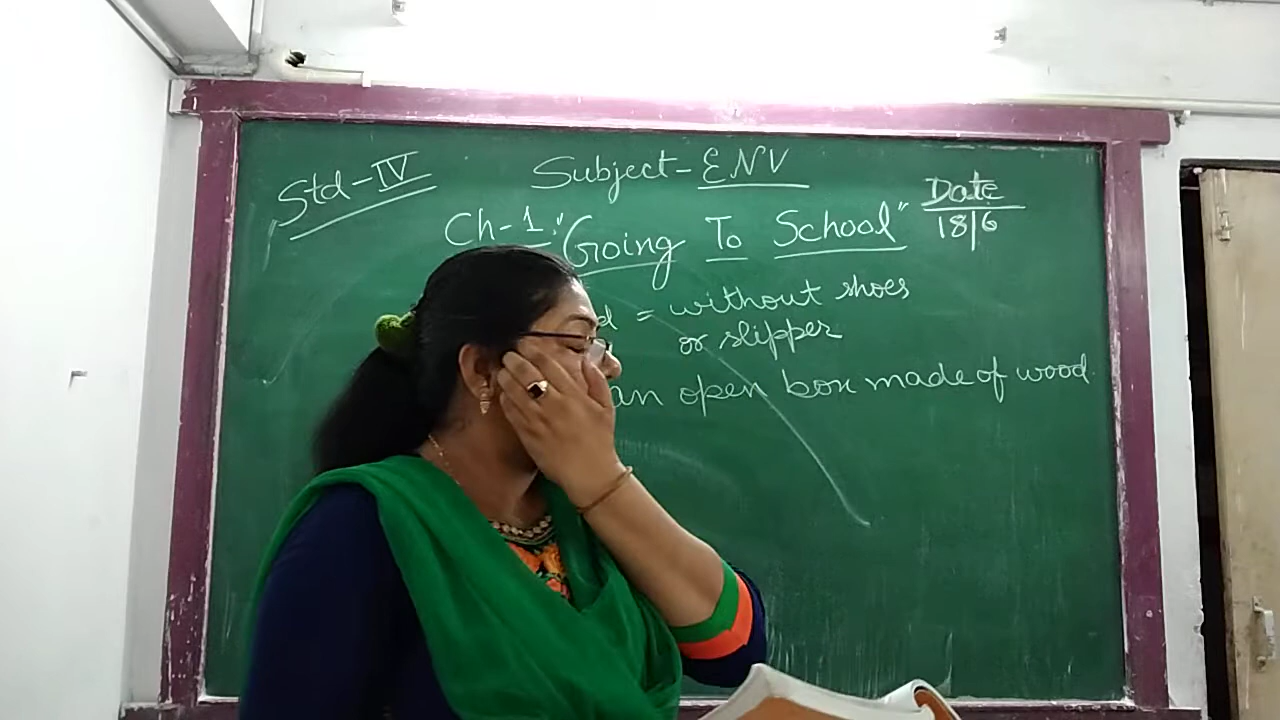 Std-IV
Subject- ENV
Date
18/6
Ch-1: "Going To School"
= without shoes
or slipper
an open box made of wood.